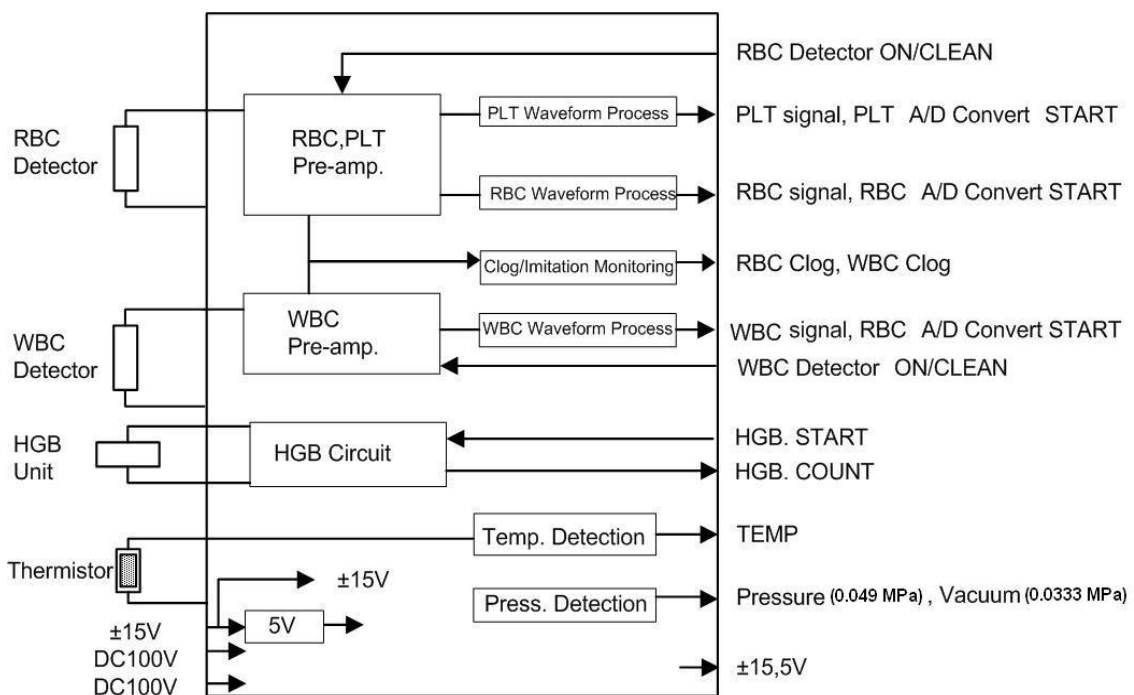 RBC Detector ON/CLEAN
RBC
Detector
RBC,PLT
Pre-amp.
PLT Waveform Process
PLT signal, PLT A/D Convert START
RBC Waveform Process
RBC signal, RBC A/D Convert START
Clog/Imitation Monitoring
RBC Clog, WBC Clog
WBC
Detector
WBC
Pre-amp.
WBC Waveform Process
WBC signal, RBC A/D Convert START
WBC Detector ON/CLEAN
HGB
Unit
HGB Circuit
HGB. START
HGB. COUNT
Thermistor
Temp. Detection
TEMP
±15V
Press. Detection
Pressure (0.049 MPa) , Vacuum (0.0333 MPa)
±15V
5V
DC100V
DC100V
±15,5V